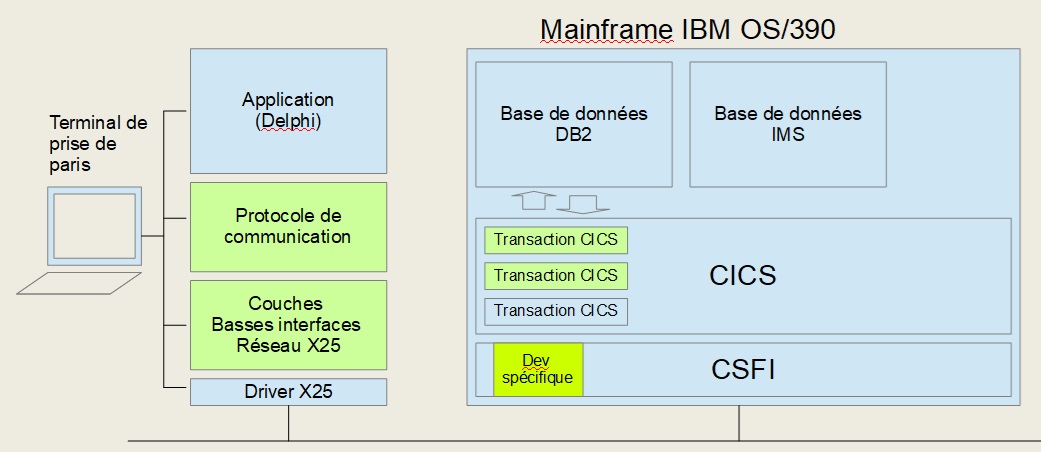 Mainframe IBM OS/390
Terminal de
prise de
paris
Application
(Delphi)
Protocole de
communication
Couches
Basses interfaces
Réseau X25
Driver X25
Base de données
DB2
Base de données
IMS
Transaction CICS
Transaction CICS
Transaction CICS
CICS
Dev
spécifique
CSFI